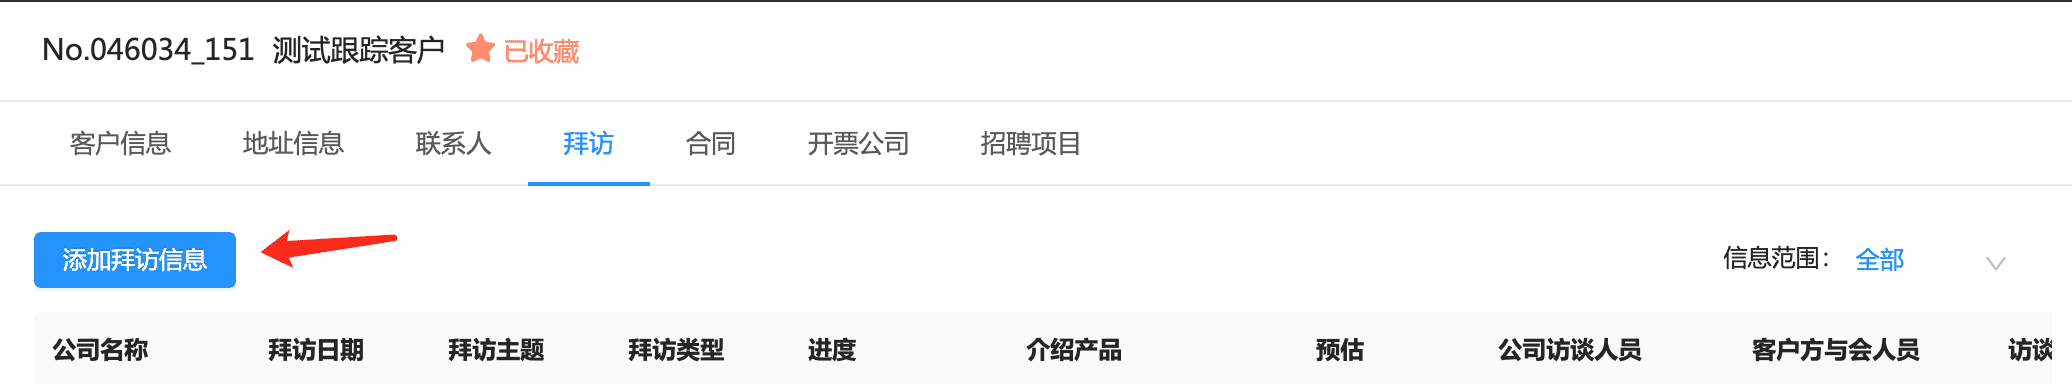 No.046034_151 测试跟踪客户 已收藏
客户信息 地址信息 联系人 拜访 合同 开票公司 招聘项目
添加拜访信息 信息范围： 全部
公司名称 拜访日期 拜访主题 拜访类型 进度 介绍产品 预估 公司访谈人员 客户方与会人员 访谈